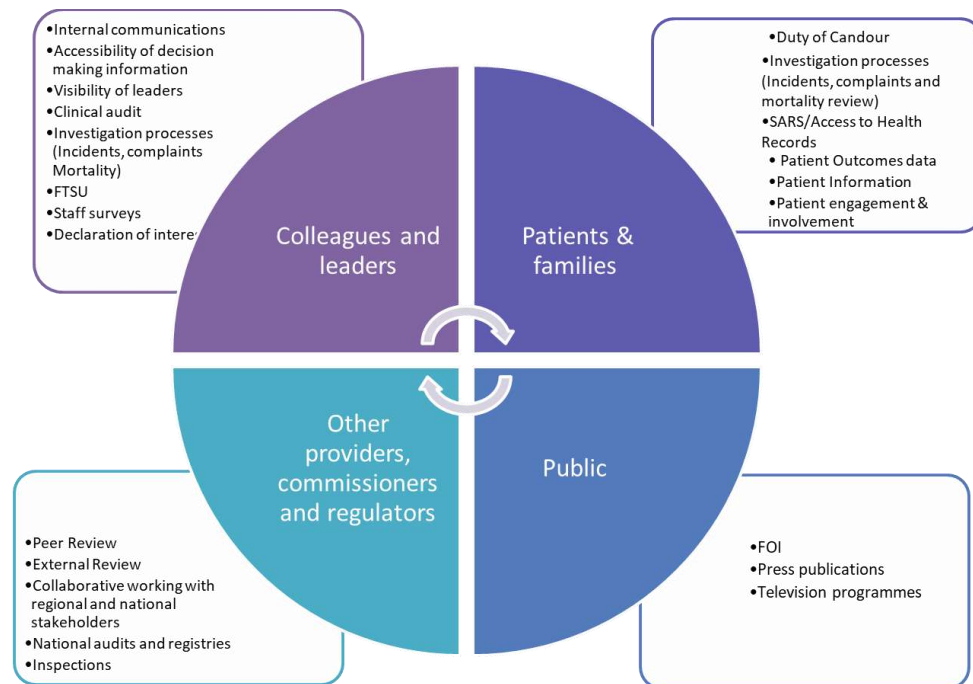 •Internal communications
•Accessibility of decision
making information
•Visibility of leaders
•Clinical audit
•Investigation processes
(Incidents, complaints
Mortality)
•FTSU
•Staff surveys
•Declaration of
•Duty of Candour
•Investigation processes
(Incidents, complaints and
mortality review)
•SARS/Access to Health
Records
• Patient Outcomes data
•Patient Information
•Patient engagement &
involvement
Colleagues and
leaders
Patients &
families
Other
providers,
commissioners
and regulators
Public
•Peer Review
•External Review
•Collaborative working with
regional and national
stakeholders
•National audits and registries
•Inspections
•FOI
•Press publications
•Television programmes